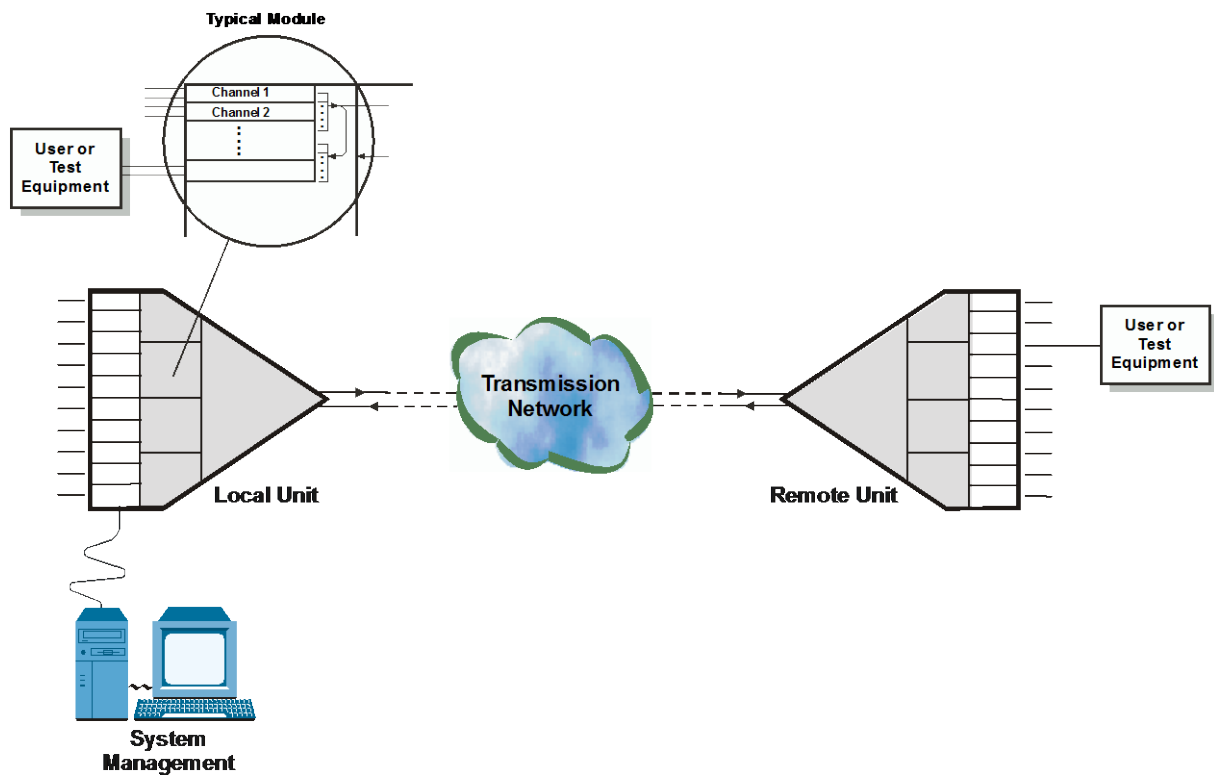 Typical Module
Channel 1
Channel 2
User or
Test
Equipment
Transmission
Network
User or
Test
Equipment
Local Unit
Remote Unit
System
Management